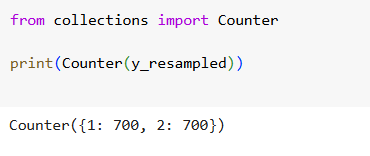 from collections import Counter
print(Counter(y_resampled))
Counter({1: 700, 2: 700})